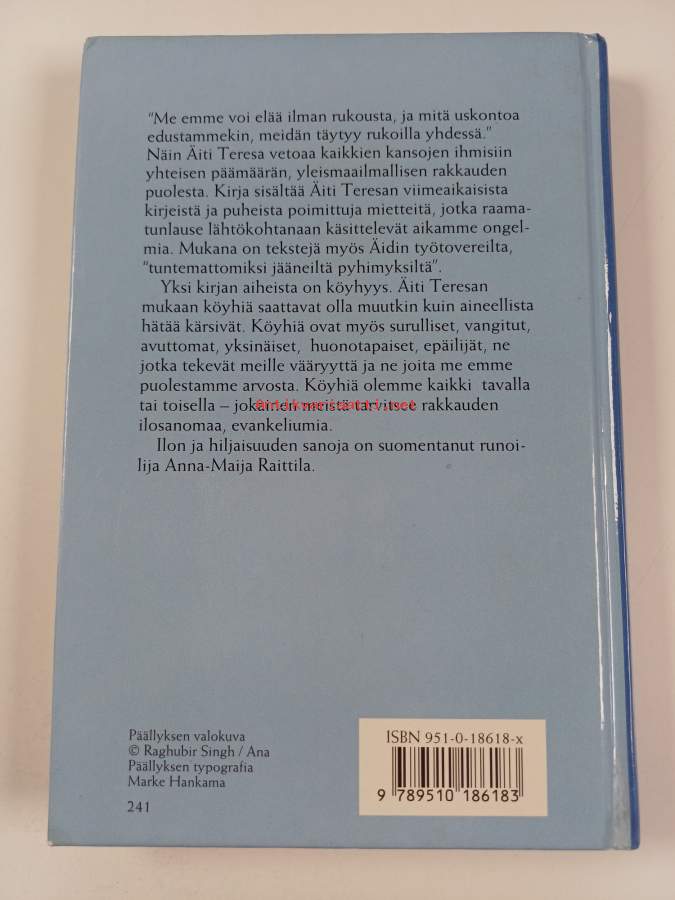 "Me emme voi elää ilman rukousta, ja mitä uskontoa
edustammekin, meidän täytyy rukoilla yhdessä."
Näin Äiti Teresa vetoaa kaikkien kansojen ihmisiin
yhteisen päämäärän, yleismaailmallisen rakkauden
puolesta. Kirja sisältää Äiti Teresan viimeaikaisista
kirjeistä ja puheista poimittuja mietteitä, jotka raama-
tunlause lähtökohtanaan käsittelevät aikamme ongel-
mia. Mukana on tekstejä myös Äidin työtovereilta,
"tuntemattomiksi jääneiltä pyhimyksiltä".
Yksi kirjan aiheista on köyhyys. Äiti Teresan
mukaan köyhiä saattavat olla muutkin kuin aineellista
hätää kärsivät. Köyhiä ovat myös surulliset, vangitut,
avuttomat, yksinäiset, huonotapaiset, epäilijät, ne
jotka tekevät meille vääryyttä ja ne joita me emme
puolestamme arvosta. Köyhiä olemme kaikki tavalla
tai toisella – jokainen meistä tarvitsee rakkauden
Antikvariaatti.net
ilosanomaa, evankeliumia.
Ilon ja hiljaisuuden sanoja on suomentanut runoi-
lija Anna-Maija Raittila.
Päällyksen valokuva
© Raghubir Singh / Ana
Päällyksen typografia
Marke Hankama
241
ISBN 951-0-18618-x
9 789510 186183